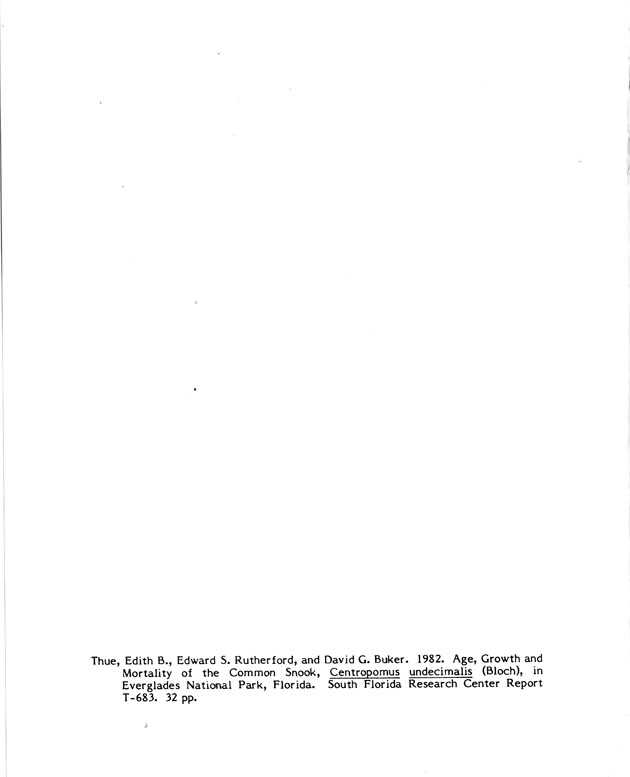 Thue, Edith B., Edward S. Rutherford, and David G. Buker. 1982. Age, Growth and
Mortality of the Common Snook, Centropomus undecimalis (Bloch), in
Everglades National Park, Florida. South Florida Research Center Report
T-683. 32 pp.